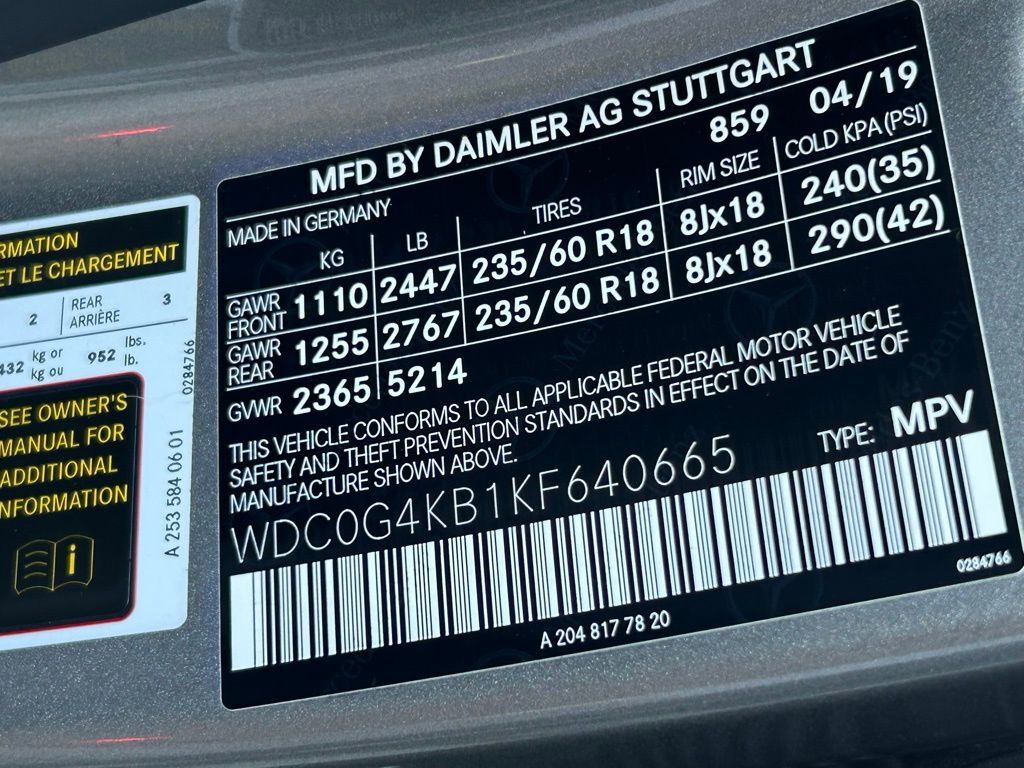 RMATION
ET LE CHARGEMENT
2 REAR 3
ARRIÈRE
432 kg or 952 lbs.
kg ou lb.
SEE OWNER'S
MANUAL FOR
ADDITIONAL
NFORMATION
i
0284766
A 253 584 06 01
MFD BY DAIMLER AG STUTTGART
859 04/19
MADE IN GERMANY
KG LB TIRES RIM SIZE COLD KPA(PSI)
GAWR FRONT 1110 2447 235/60 R18 8Jx18 240(35)
GAWR REAR 1255 2767 235/60 R18 8Jx18 290(42)
GVWR 2365 5214
THIS VEHICLE CONFORMS TO ALL APPLICABLE FEDERAL MOTOR VEHICLE
SAFETY AND THEFT PREVENTION STANDARDS IN EFFECT ON THE DATE OF
MANUFACTURE SHOWN ABOVE.
TYPE: MPV
WDC0G4KB1KF640665
0284766
A 204 817 78 20